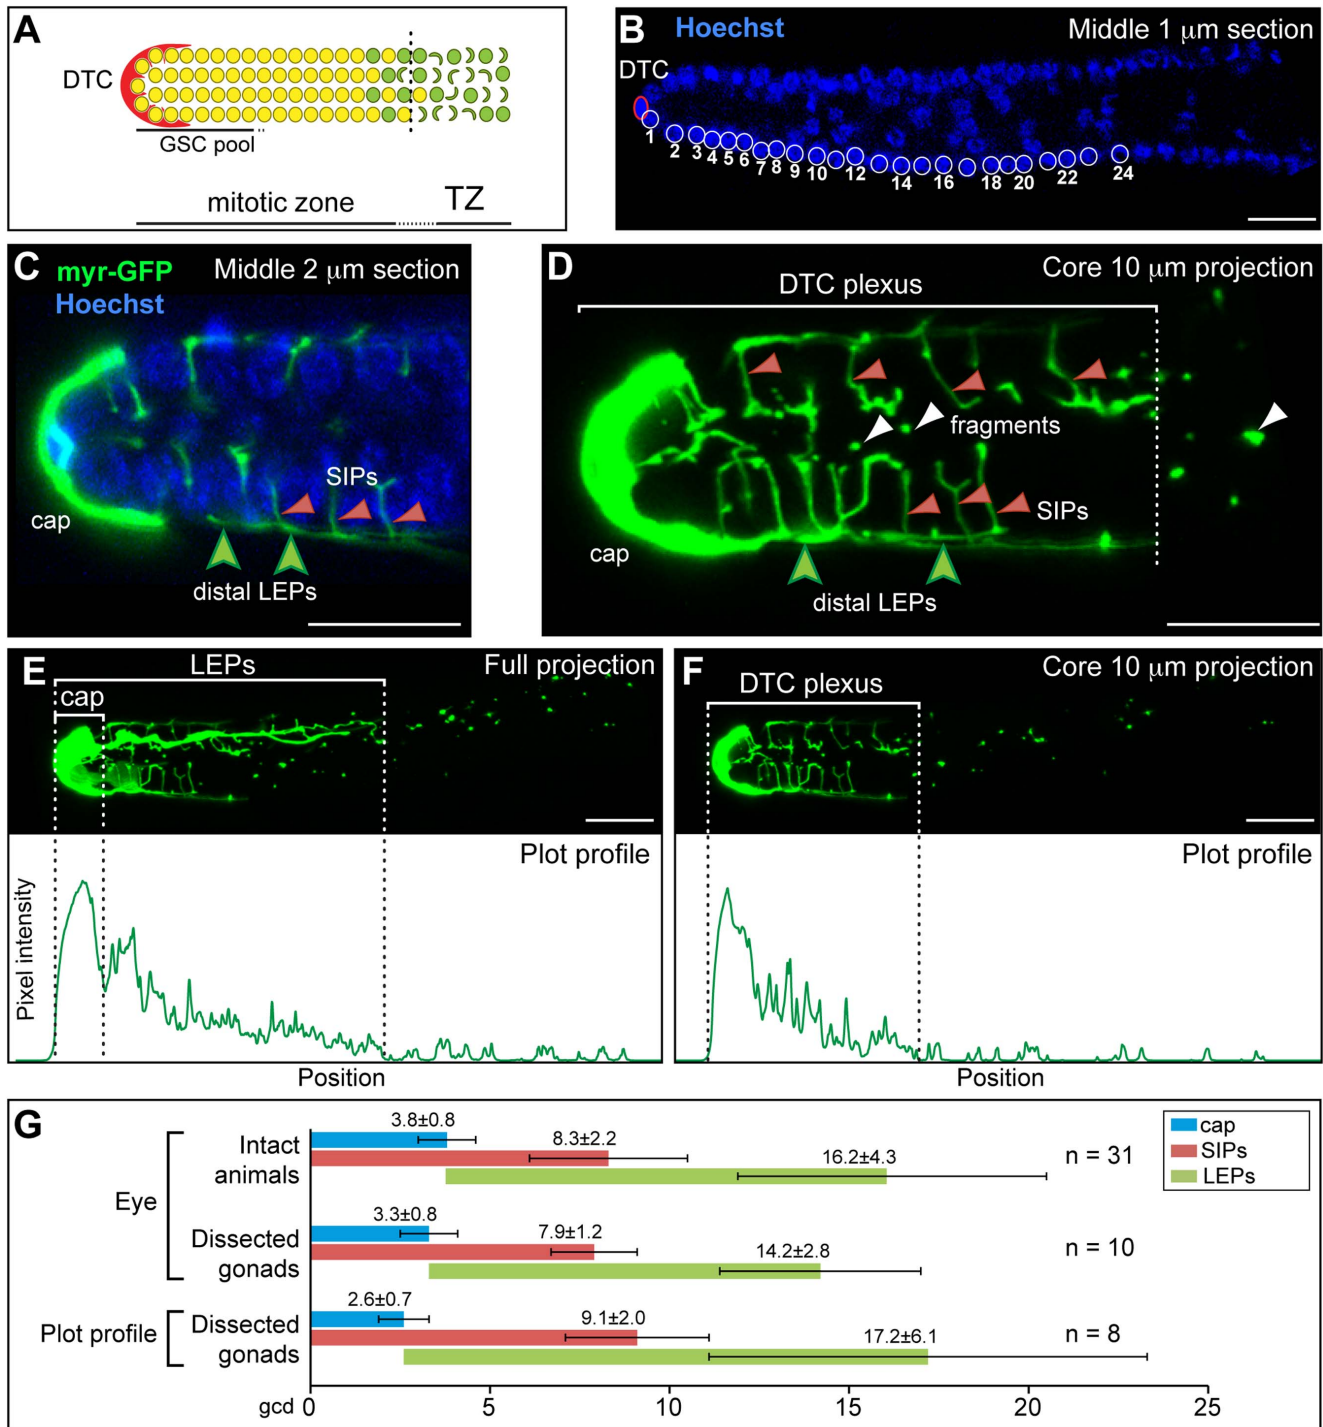 A
DTC
GSC pool
mitotic zone
TZ
B
Hoechst
Middle 1 μm section
DTC
1 2 3 4 5 6 7 8 9 10 12 14 16 18 20 22 24
C
myr-GFP
Middle 2 μm section
Hoechst
SIPs
cap
distal LEPs
D
Core 10 μm projection
DTC plexus
fragments
SIPs
cap
distal LEPs
E
LEPs
Full projection
cap
Plot profile
Pixel intensity
Position
F
Core 10 μm projection
DTC plexus
Plot profile
Position
G
cap
SIPs
LEPs
Eye
Intact
animals
3.8±0.8
8.3±2.2
16.2±4.3
n = 31
Dissected
gonads
3.3±0.8
7.9±1.2
14.2±2.8
n = 10
Plot profile
Dissected
gonads
2.6±0.7
9.1±2.0
17.2±6.1
n = 8
gcd 0 5 10 15 20 25